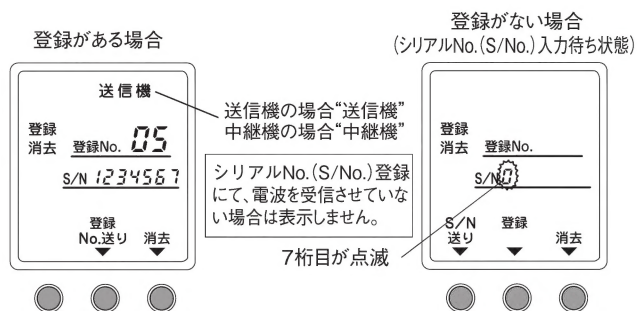 登録がある場合
送信機
登録
消去
登録No. 05
S/N 1234567
登録
No.送り
消去
送信機の場合“送信機”
中継機の場合“中継機”
シリアルNo.(S/No.)登録
にて、電波を受信させていな
い場合は表示しません。
7桁目が点滅
登録がない場合
(シリアルNo.(S/No.)入力待ち状態)
登録
消去
登録No.
S/N 0
S/N
送り
登録
消去